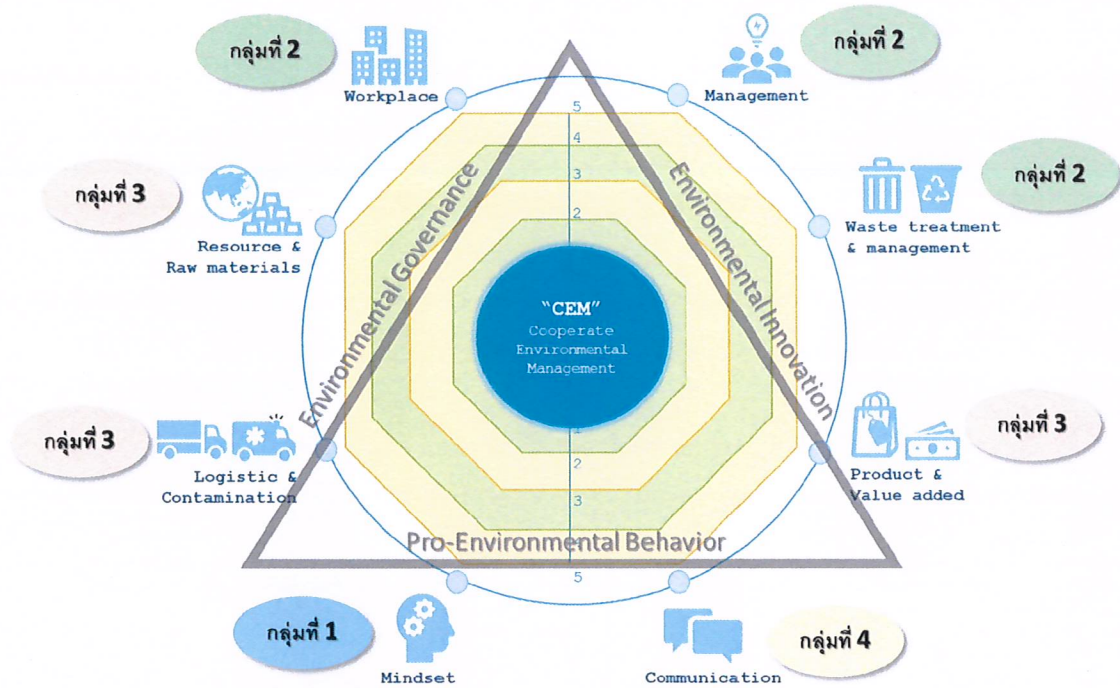 กลุ่มที่ 2
Workplace
Management
กลุ่มที่ 2
กลุ่มที่ 3
Resource &
Raw materials
Waste treatment
& management
กลุ่มที่ 2
5
4
3
2
Environmental Governance
Environmental Innovation
"CEM"
Cooperate
Environmental
Management
1
2
3
4
5
กลุ่มที่ 3
Logistic &
Contamination
Product &
Value added
กลุ่มที่ 3
Pro-Environmental Behavior
กลุ่มที่ 1
Mindset
Communication
กลุ่มที่ 4